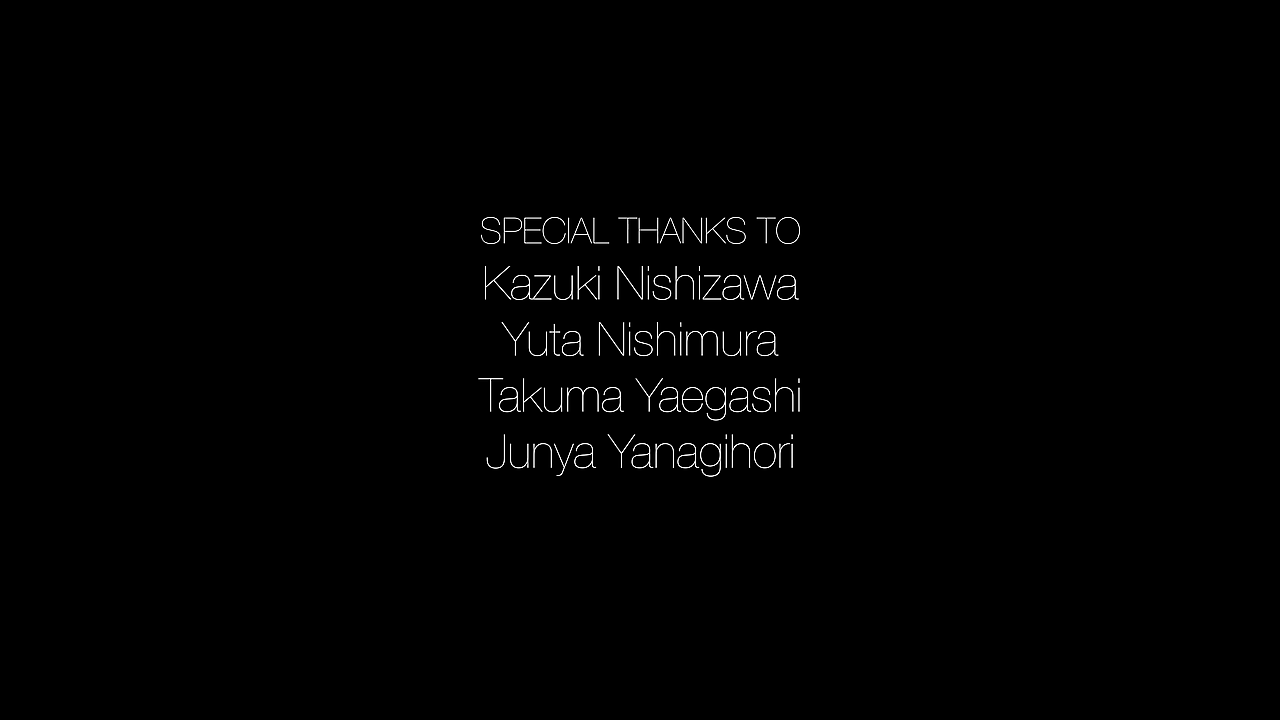 SPECIAL THANKS TO
Kazuki Nishizawa
Yuta Nishimura
Takuma Yaegashi
Junya Yanagihori